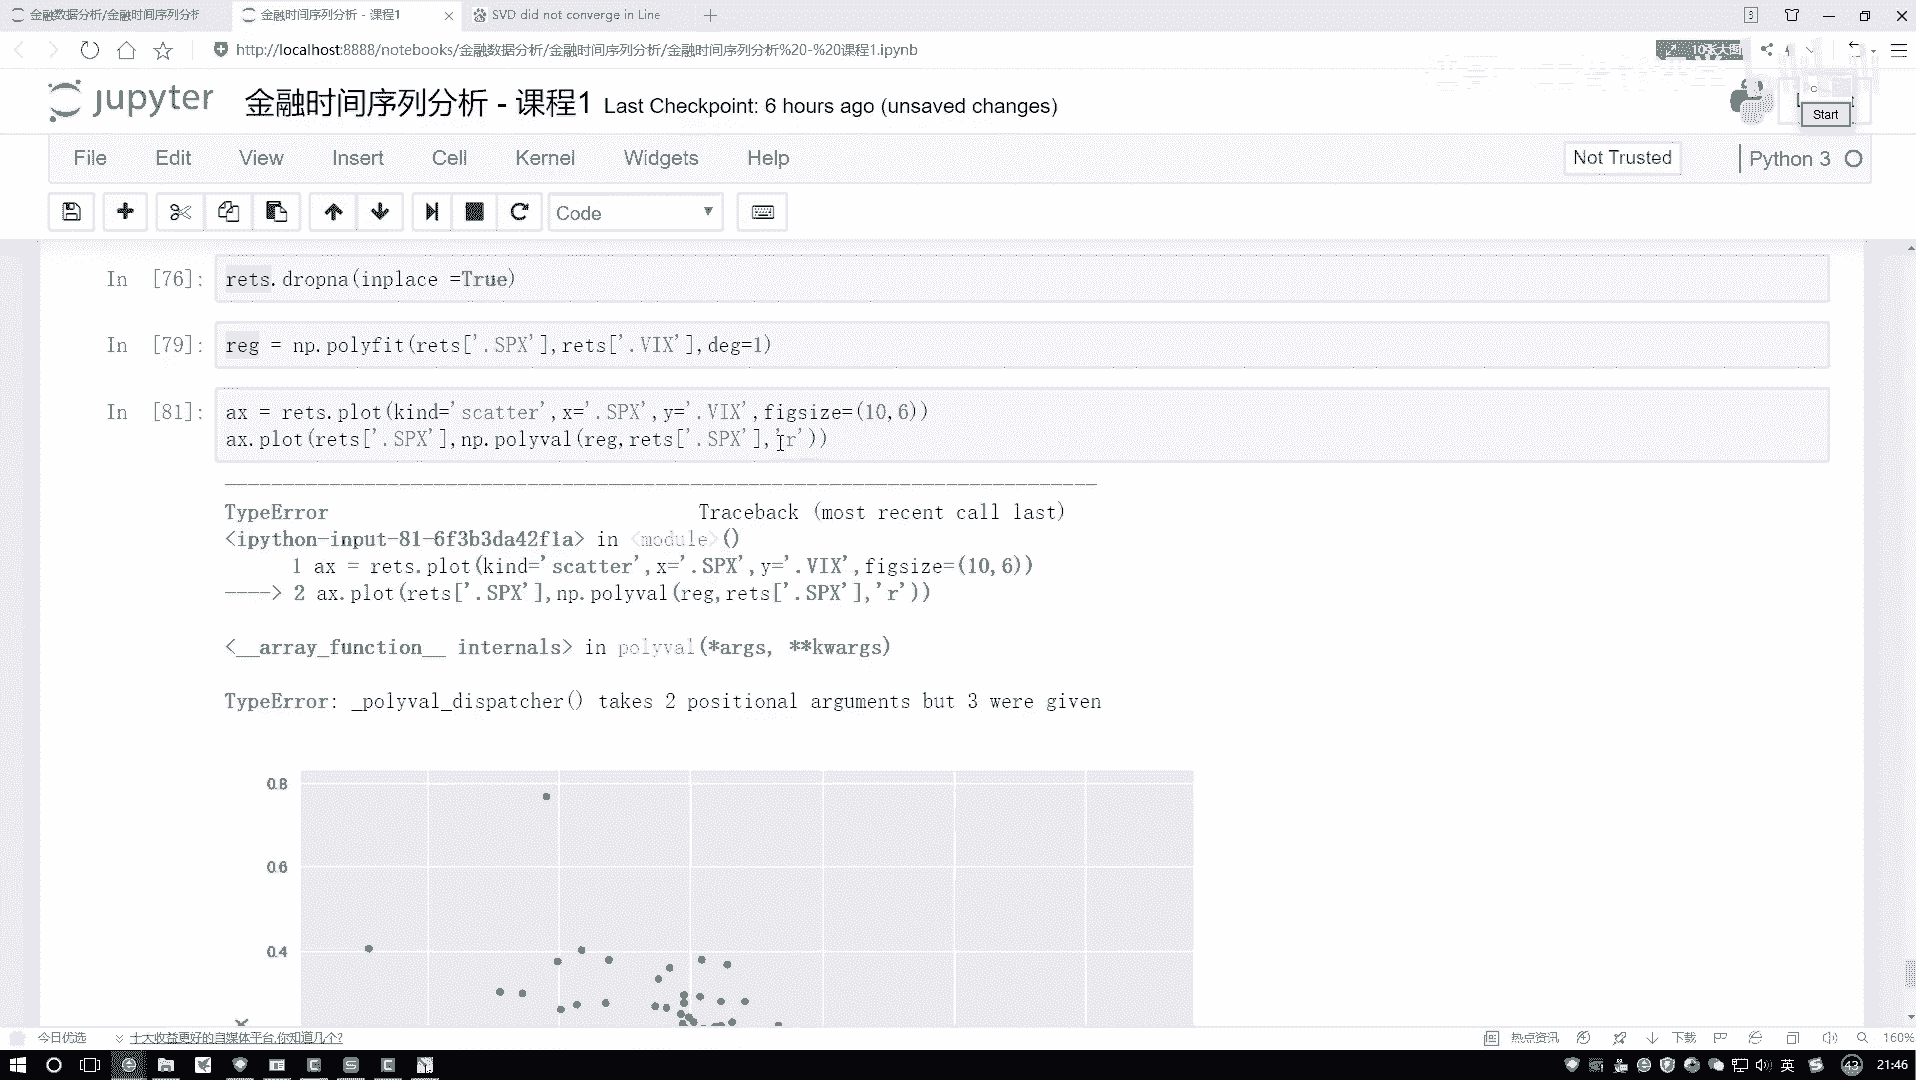 金融数据分析/金融时间序列分析
金融时间序列分析 - 课程1
SVD did not converge in Line
3
http://localhost:8888/notebooks/金融数据分析/金融时间序列分析/金融时间序列分析%20-%20课程1.ipynb
10张大图
jupyter
金融时间序列分析 - 课程1
Last Checkpoint: 6 hours ago (unsaved changes)
Start
File Edit View Insert Cell Kernel Widgets Help
Not Trusted
Python 3
Code
In [76]: rets.dropna(inplace =True)
In [79]: reg = np.polyfit(rets['.SPX'],rets['.VIX'],deg=1)
In [81]: ax = rets.plot(kind='scatter',x='.SPX',y='.VIX',figsize=(10,6))
ax.plot(rets['.SPX'],np.polyval(reg,rets['.SPX'],'r'))
TypeError Traceback (most recent call last)
<ipython-input-81-6f3b3da42f1a> in <module>()
1 ax = rets.plot(kind='scatter',x='.SPX',y='.VIX',figsize=(10,6))
----> 2 ax.plot(rets['.SPX'],np.polyval(reg,rets['.SPX'],'r'))
<__array_function__ internals> in polyval(*args, **kwargs)
TypeError: _polyval_dispatcher() takes 2 positional arguments but 3 were given
0.8
0.6
0.4
今日优选
十大收益更好的自媒体平台,你知道几个?
热点资讯
下载
160%
英
43
21:46